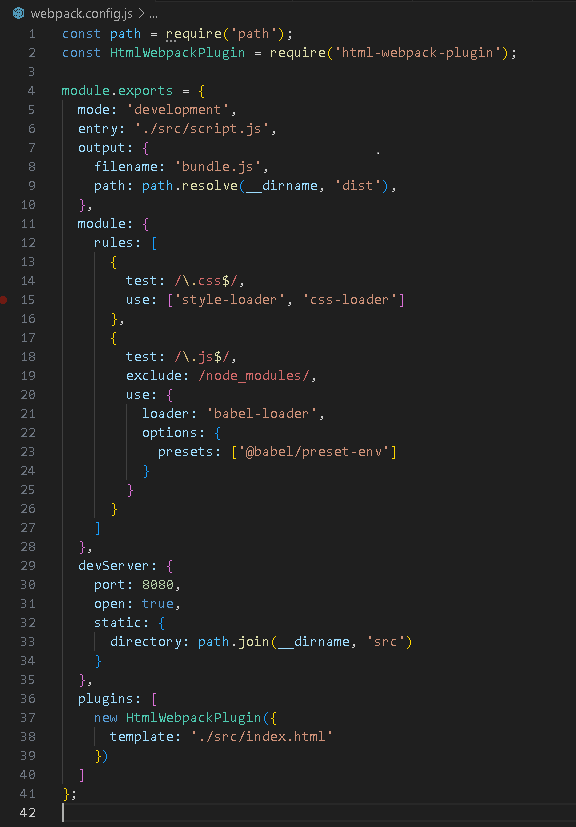 webpack.config.js > ...
1 const path = require('path');
2 const HtmlWebpackPlugin = require('html-webpack-plugin');
3
4 module.exports = {
5   mode: 'development',
6   entry: './src/script.js',
7   output: {
8     filename: 'bundle.js',
9     path: path.resolve(__dirname, 'dist'),
10   },
11   module: {
12     rules: [
13       {
14         test: /\.css$/,
15         use: ['style-loader', 'css-loader']
16       },
17       {
18         test: /\.js$/,
19         exclude: /node_modules/,
20         use: {
21           loader: 'babel-loader',
22           options: {
23             presets: ['@babel/preset-env']
24           }
25         }
26       }
27     ]
28   },
29   devServer: {
30     port: 8080,
31     open: true,
32     static: {
33       directory: path.join(__dirname, 'src')
34     }
35   },
36   plugins: [
37     new HtmlWebpackPlugin({
38       template: './src/index.html'
39     })
40   ]
41 };
42